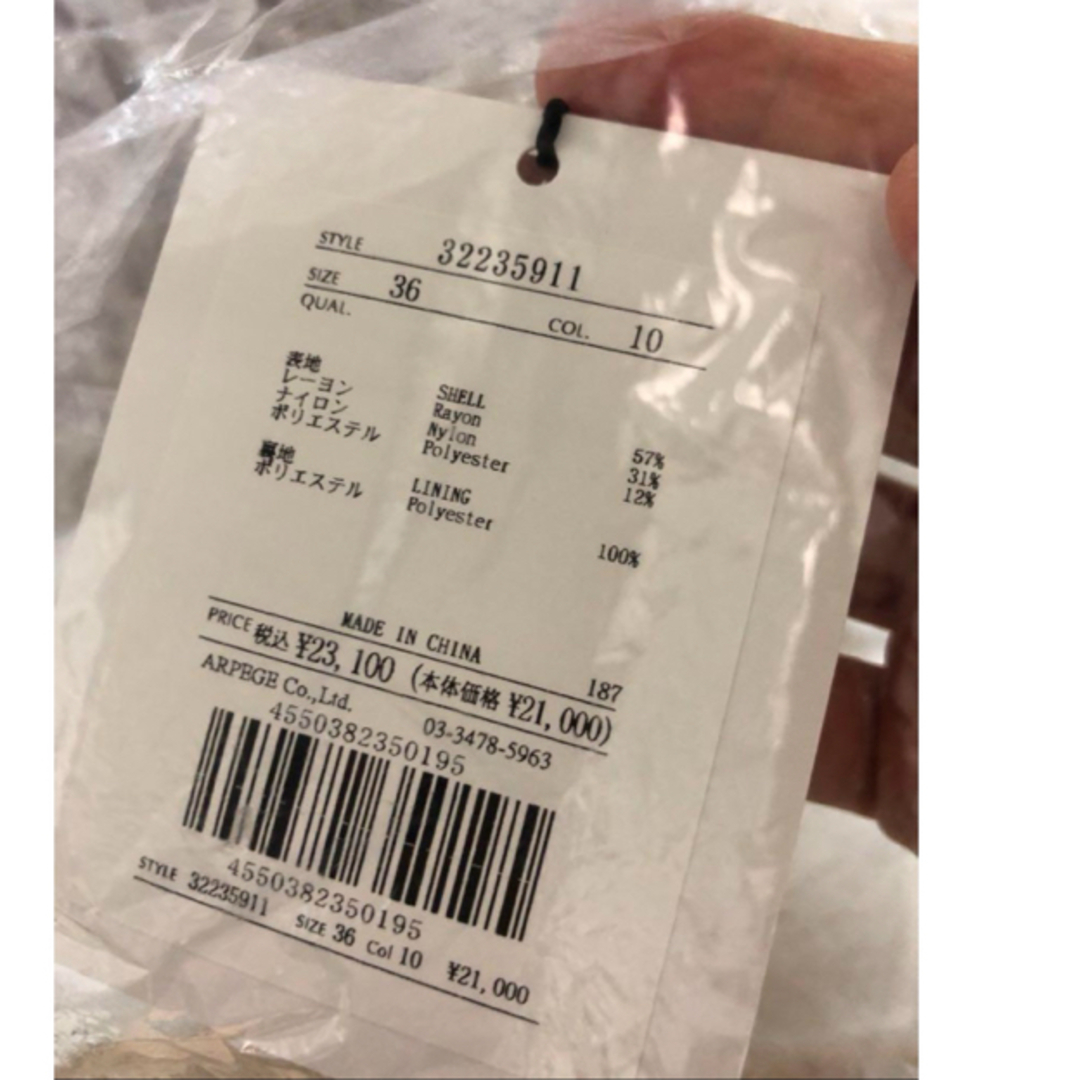 STYLE 32235911
SIZE 36 COL. 10
QUAL.
表地 SHELL
レーヨン Rayon 57%
ナイロン Nylon 31%
ポリエステル Polyester 12%
裏地 LINING
ポリエステル Polyester 100%
MADE IN CHINA 187
PRICE 税込 ¥23,100 (本体価格 ¥21,000)
ARPEGE Co.,Ltd. 03-3478-5963
4550382350195
4550382350195
STYLE 32235911 SIZE 36 Col 10 ¥21,000